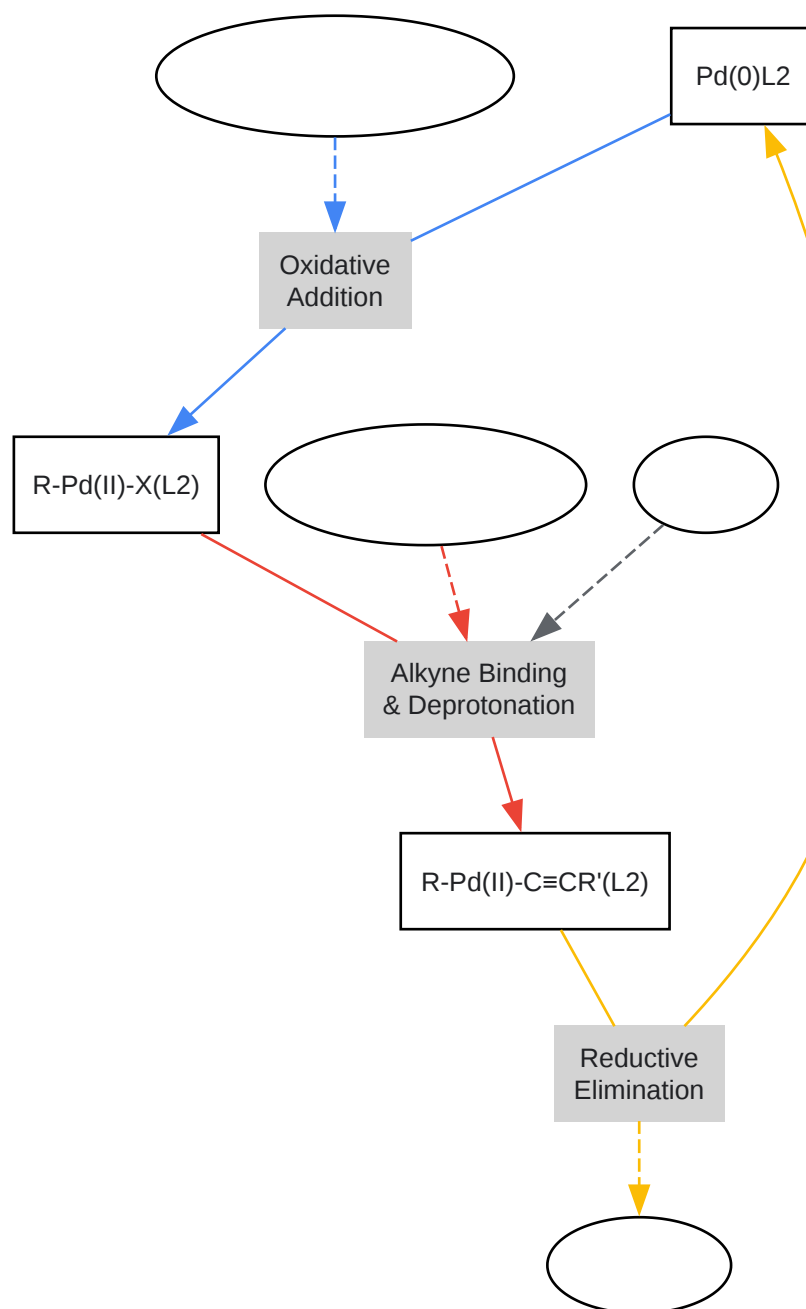 Pd(0)L2
Oxidative
Addition
R-Pd(II)-X(L2)
Alkyne Binding
& Deprotonation
R-Pd(II)-C≡CR'(L2)
Reductive
Elimination